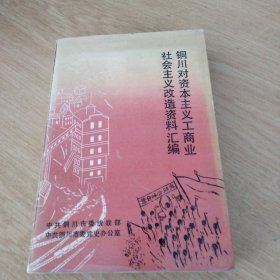 铜川对资本主义工商业
社会主义改造资料汇编
中共铜川市委统战部
中共铜川市委党史办公室